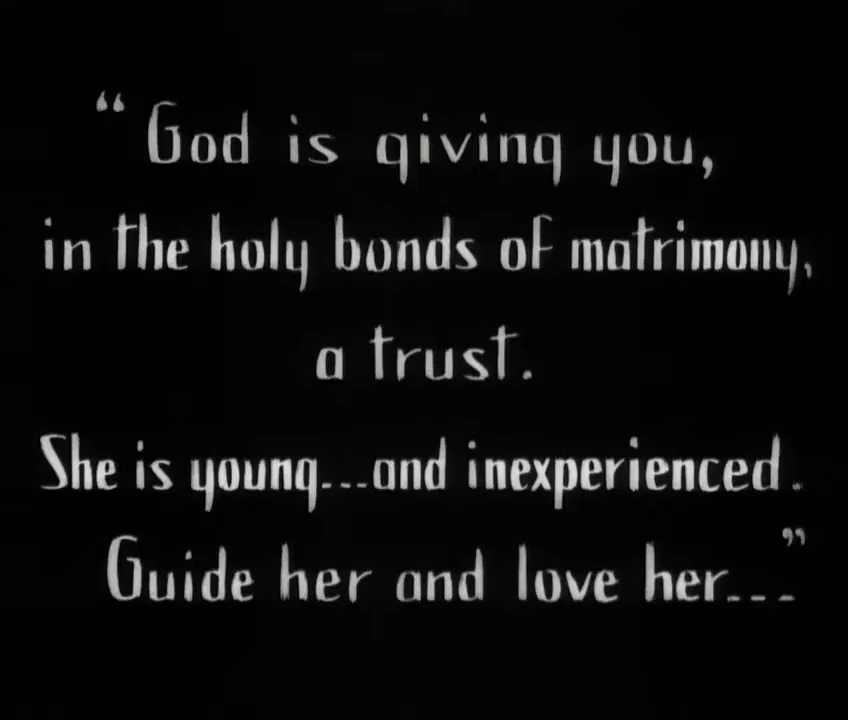 “God is giving you,
in the holy bonds of matrimony,
a trust.
She is young---and inexperienced.
Guide her and love her---”